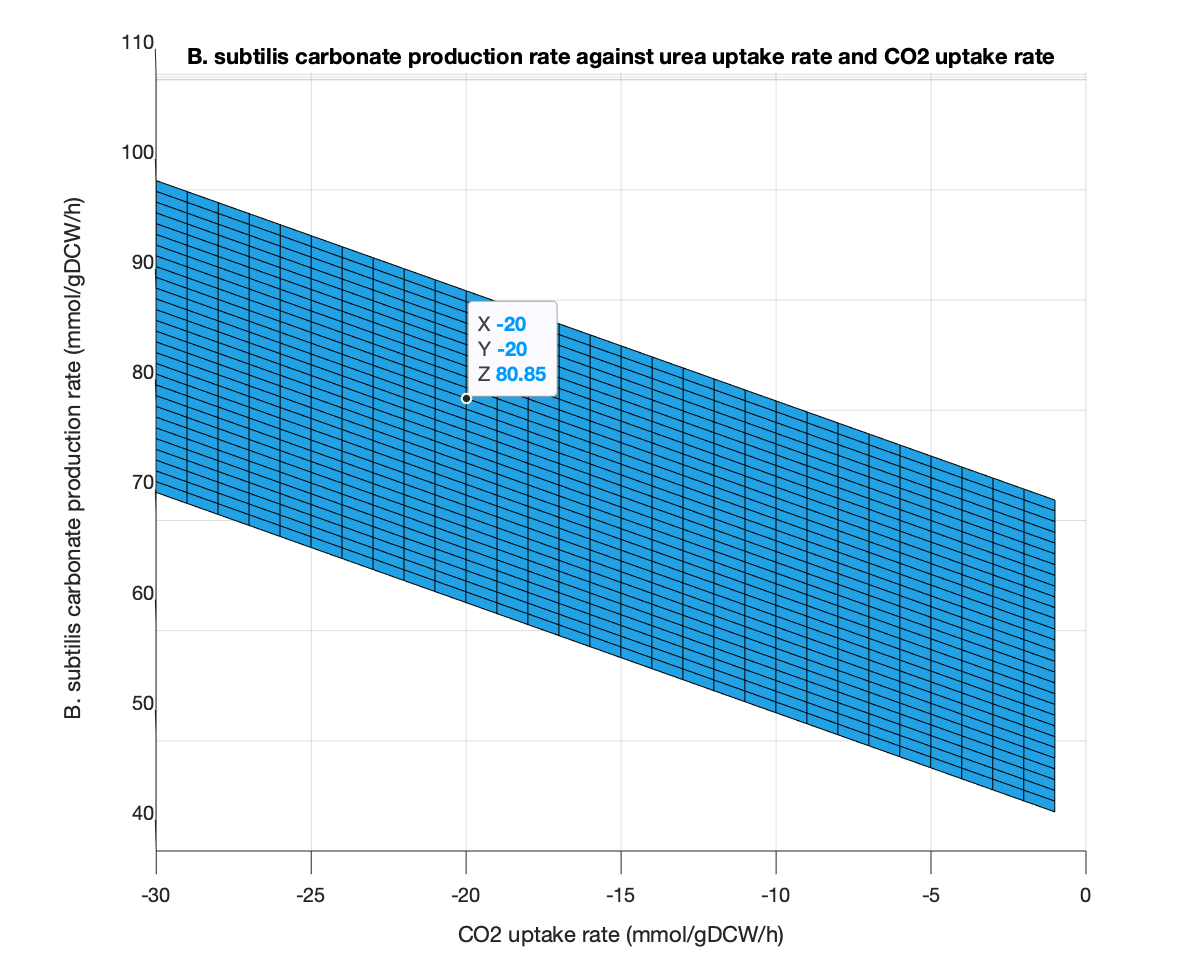 B. subtilis carbonate production rate against urea uptake rate and CO2 uptake rate
110
100
90
80
70
60
50
40
B. subtilis carbonate production rate (mmol/gDCW/h)
X -20
Y -20
Z 80.85
-30
-25
-20
-15
-10
-5
0
CO2 uptake rate (mmol/gDCW/h)